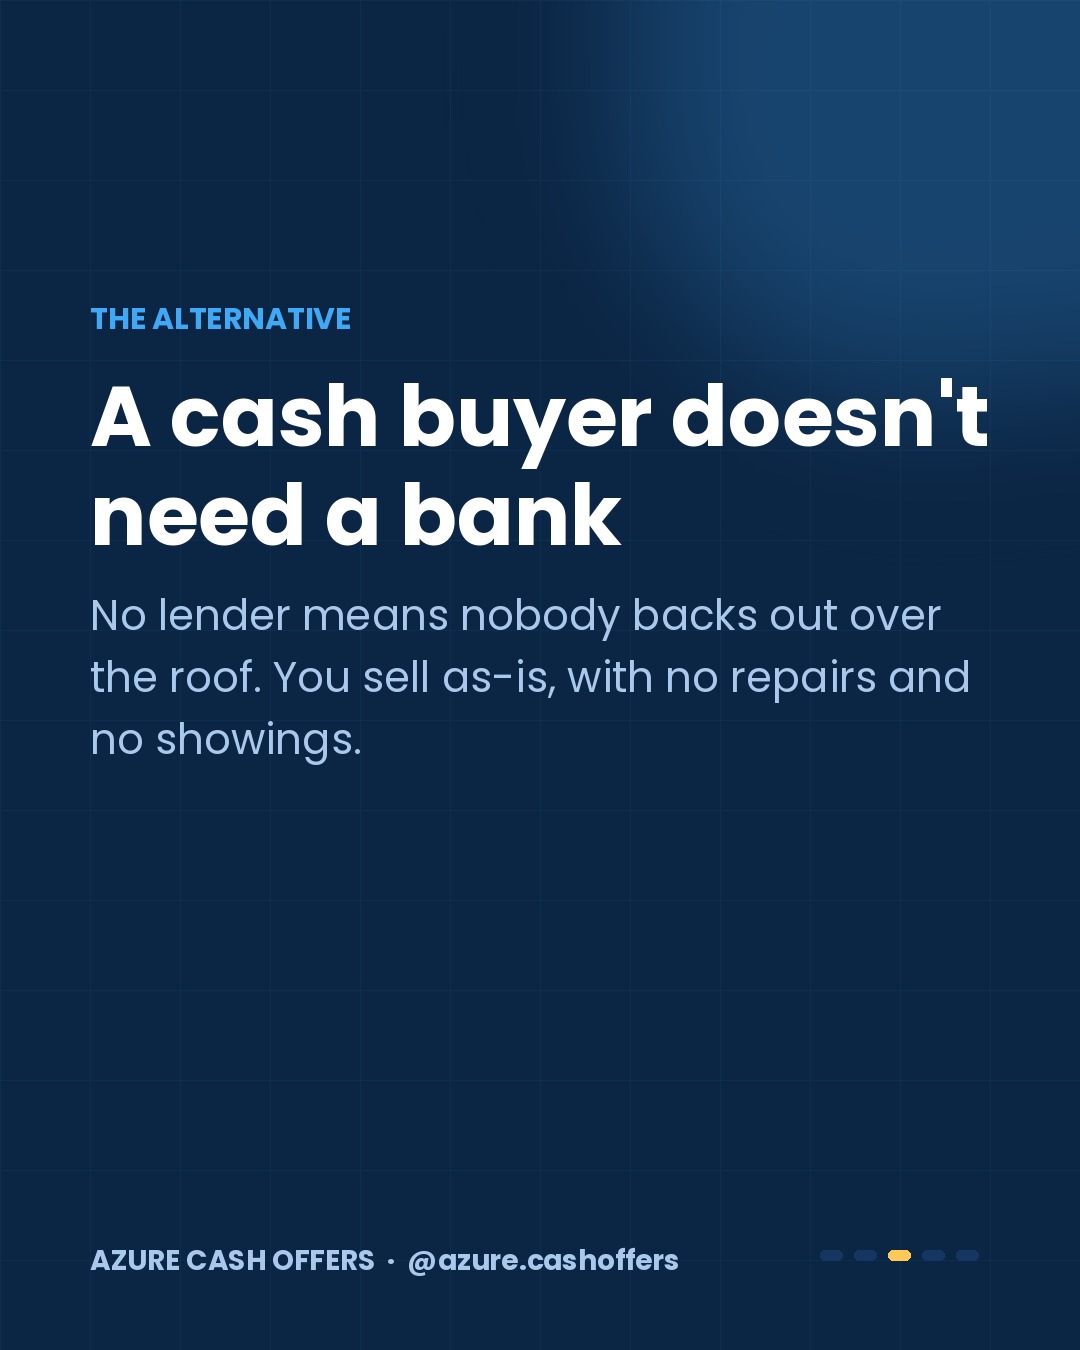 THE ALTERNATIVE
A cash buyer doesn't
need a bank
No lender means nobody backs out over
the roof. You sell as-is, with no repairs and
no showings.
AZURE CASH OFFERS · @azure.cashoffers